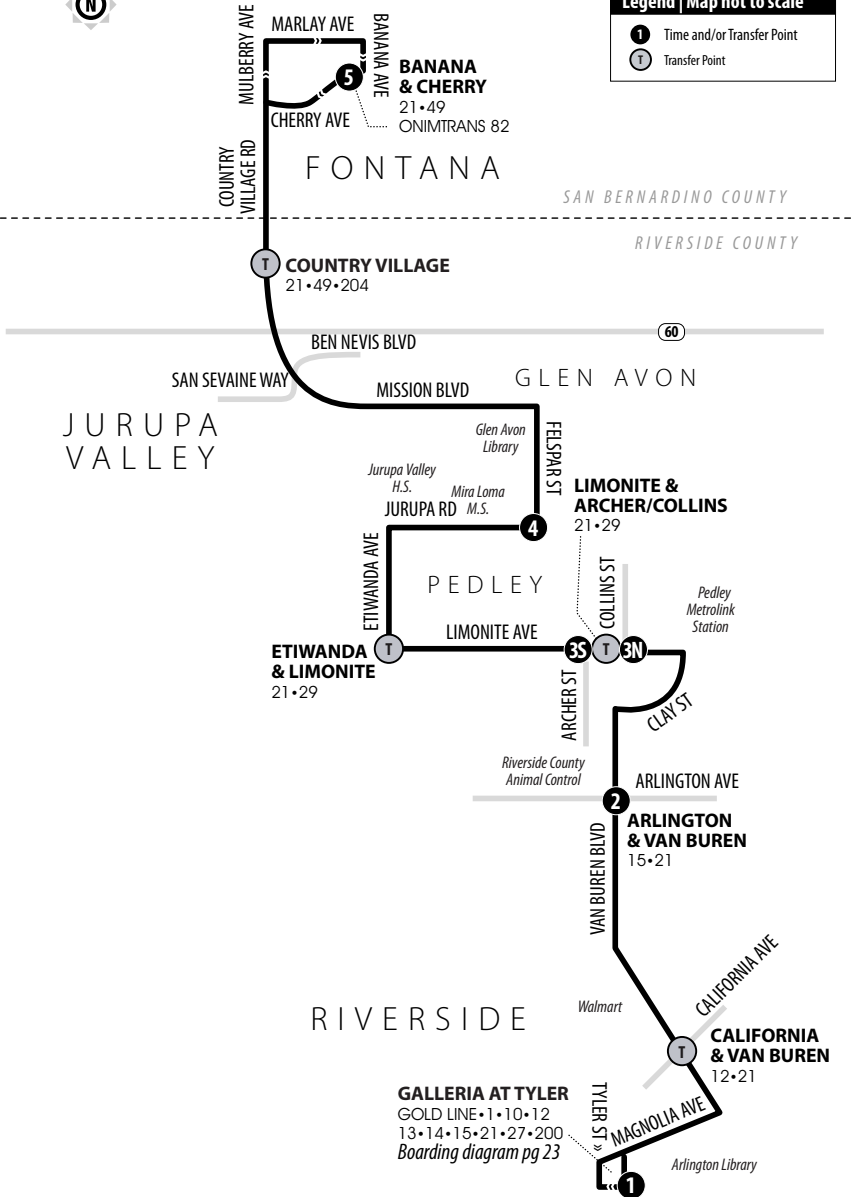 N
Legend | Map not to scale
1 Time and/or Transfer Point
T Transfer Point
MULBERRY AVE
MARLAY AVE
BANANA AVE
5
BANANA
& CHERRY
21•49
ONIMTRANS 82
CHERRY AVE
COUNTRY
VILLAGE RD
FONTANA
SAN BERNARDINO COUNTY
RIVERSIDE COUNTY
T
COUNTRY VILLAGE
21•49•204
60
BEN NEVIS BLVD
SAN SEVAINE WAY
MISSION BLVD
GLEN AVON
JURUPA
VALLEY
Glen Avon
Library
FELSPAR ST
Jurupa Valley
H.S.
Mira Loma
M.S.
JURUPA RD
4
LIMONITE &
ARCHER/COLLINS
21•29
ETIWANDA AVE
PEDLEY
COLLINS ST
Pedley
Metrolink
Station
LIMONITE AVE
T
ETIWANDA
& LIMONITE
21•29
3S
T
3N
ARCHER ST
CLAY ST
Riverside County
Animal Control
ARLINGTON AVE
2
ARLINGTON
& VAN BUREN
15•21
VAN BUREN BLVD
CALIFORNIA AVE
Walmart
RIVERSIDE
T
CALIFORNIA
& VAN BUREN
12•21
GALLERIA AT TYLER
GOLD LINE•1•10•12
13•14•15•21•27•200
Boarding diagram pg 23
TYLER ST »
MAGNOLIA AVE
Arlington Library
1